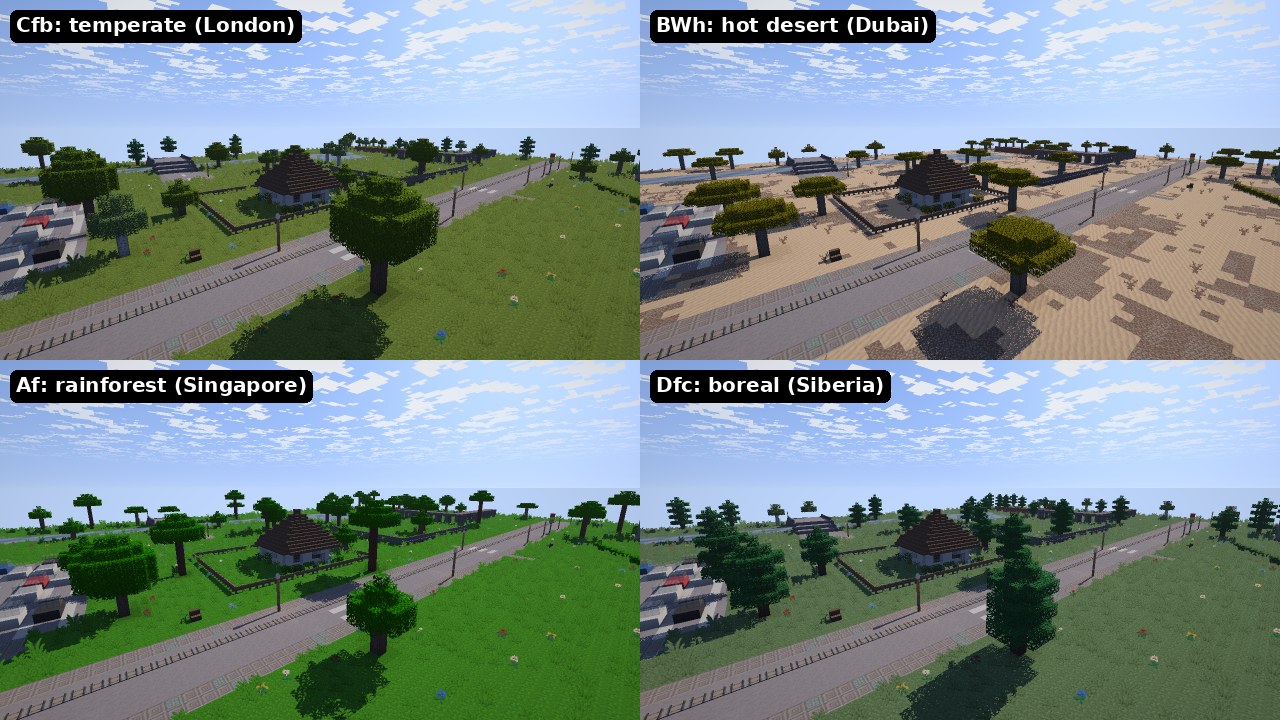 Cfb: temperate (London)
BWh: hot desert (Dubai)
Af: rainforest (Singapore)
Dfc: boreal (Siberia)